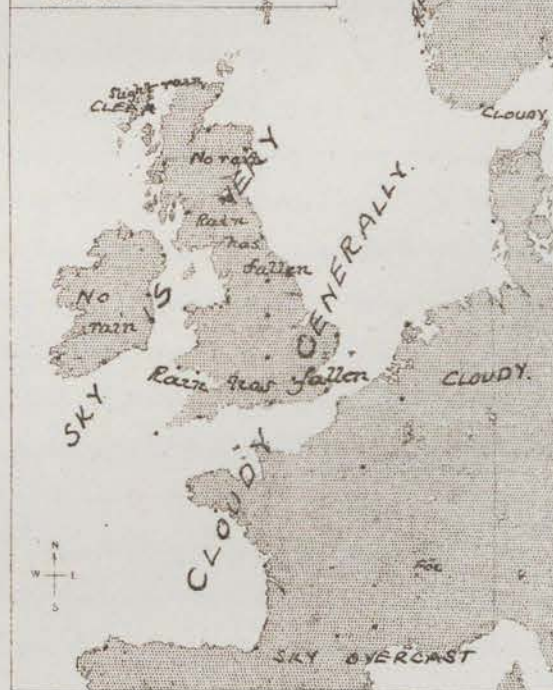 Slight rain
CLEAR
CLOUDY
No rain
SKY IS VERY
Rain
has
fallen
CLOUDY GENERALLY.
No
rain
Rain has fallen
CLOUDY.
N
W E
S
FOG
SKY OVERCAST